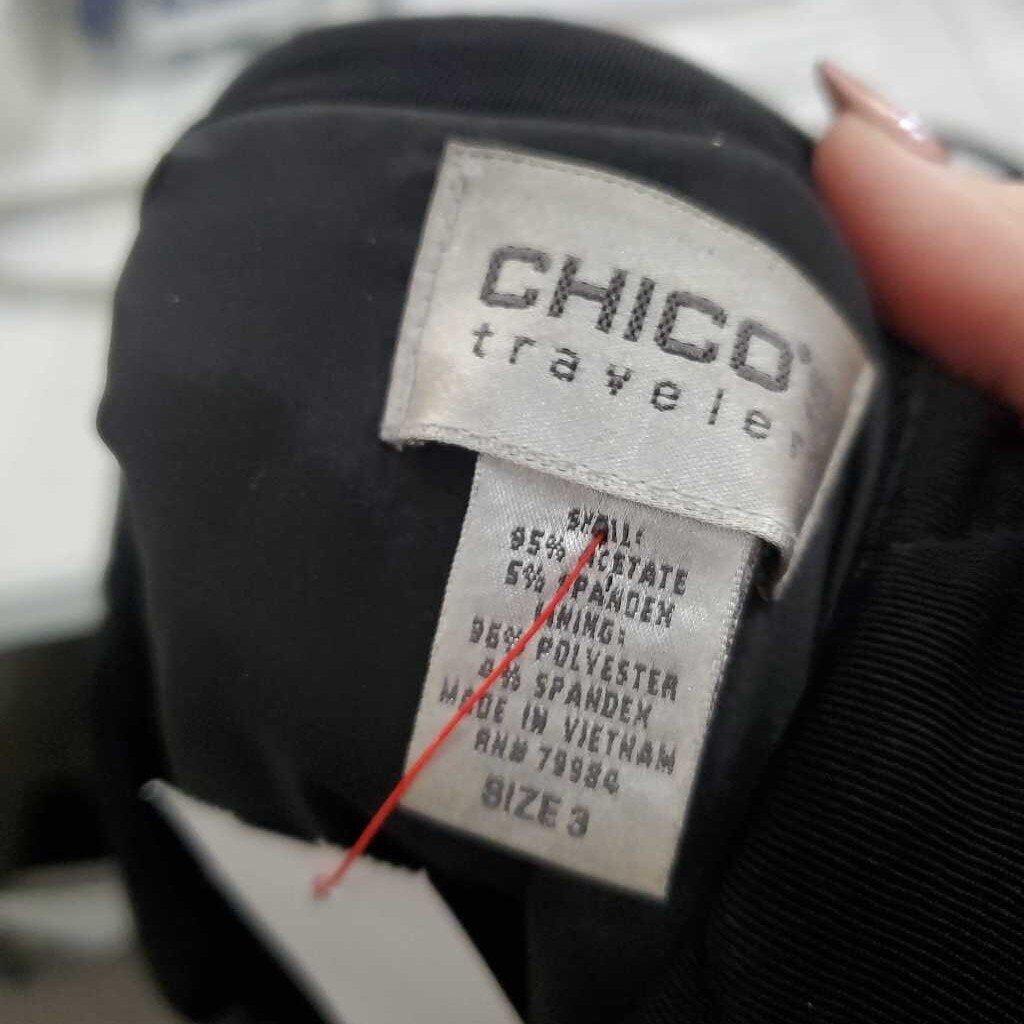 CHICO
traveler
SHELL:
95% ACETATE
5% SPANDEX
LINING:
96% POLYESTER
4% SPANDEX
MADE IN VIETNAM
RN# 79984
SIZE 3